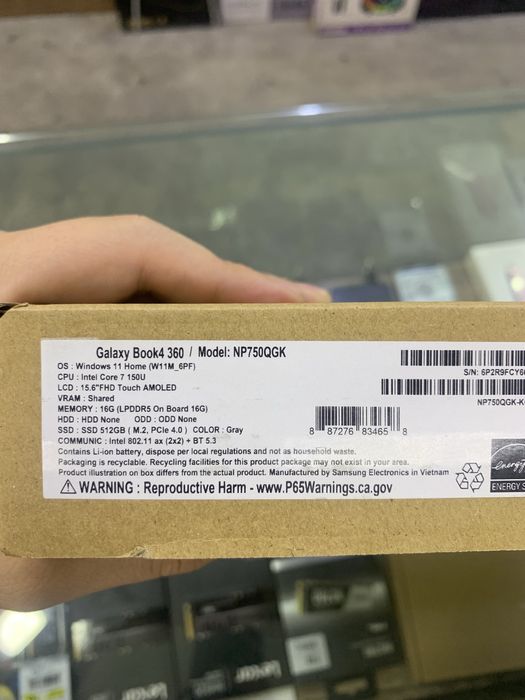 Galaxy Book4 360 / Model: NP750QGK
OS : Windows 11 Home (W11M_6PF)
CPU : Intel Core 7 150U
LCD : 15.6"FHD Touch AMOLED
VRAM : Shared
MEMORY : 16G (LPDDR5 On Board 16G)
HDD : HDD None ODD : ODD None
SSD : SSD 512GB ( M.2, PCIe 4.0 ) COLOR : Gray
COMMUNIC : Intel 802.11 ax (2x2) + BT 5.3
Contains Li-ion battery, dispose per local regulations and not as household waste.
Packaging is recyclable. Recycling facilities for this product package may not exist in your area.
Product illustration on box differs from the actual product. Manufactured by Samsung Electronics in Vietnam
WARNING : Reproductive Harm - www.P65Warnings.ca.gov
S/N: 6P2R9FCY6
NP750QGK-K
8 87276 83465 8
energy
ENERGY S
Lexar